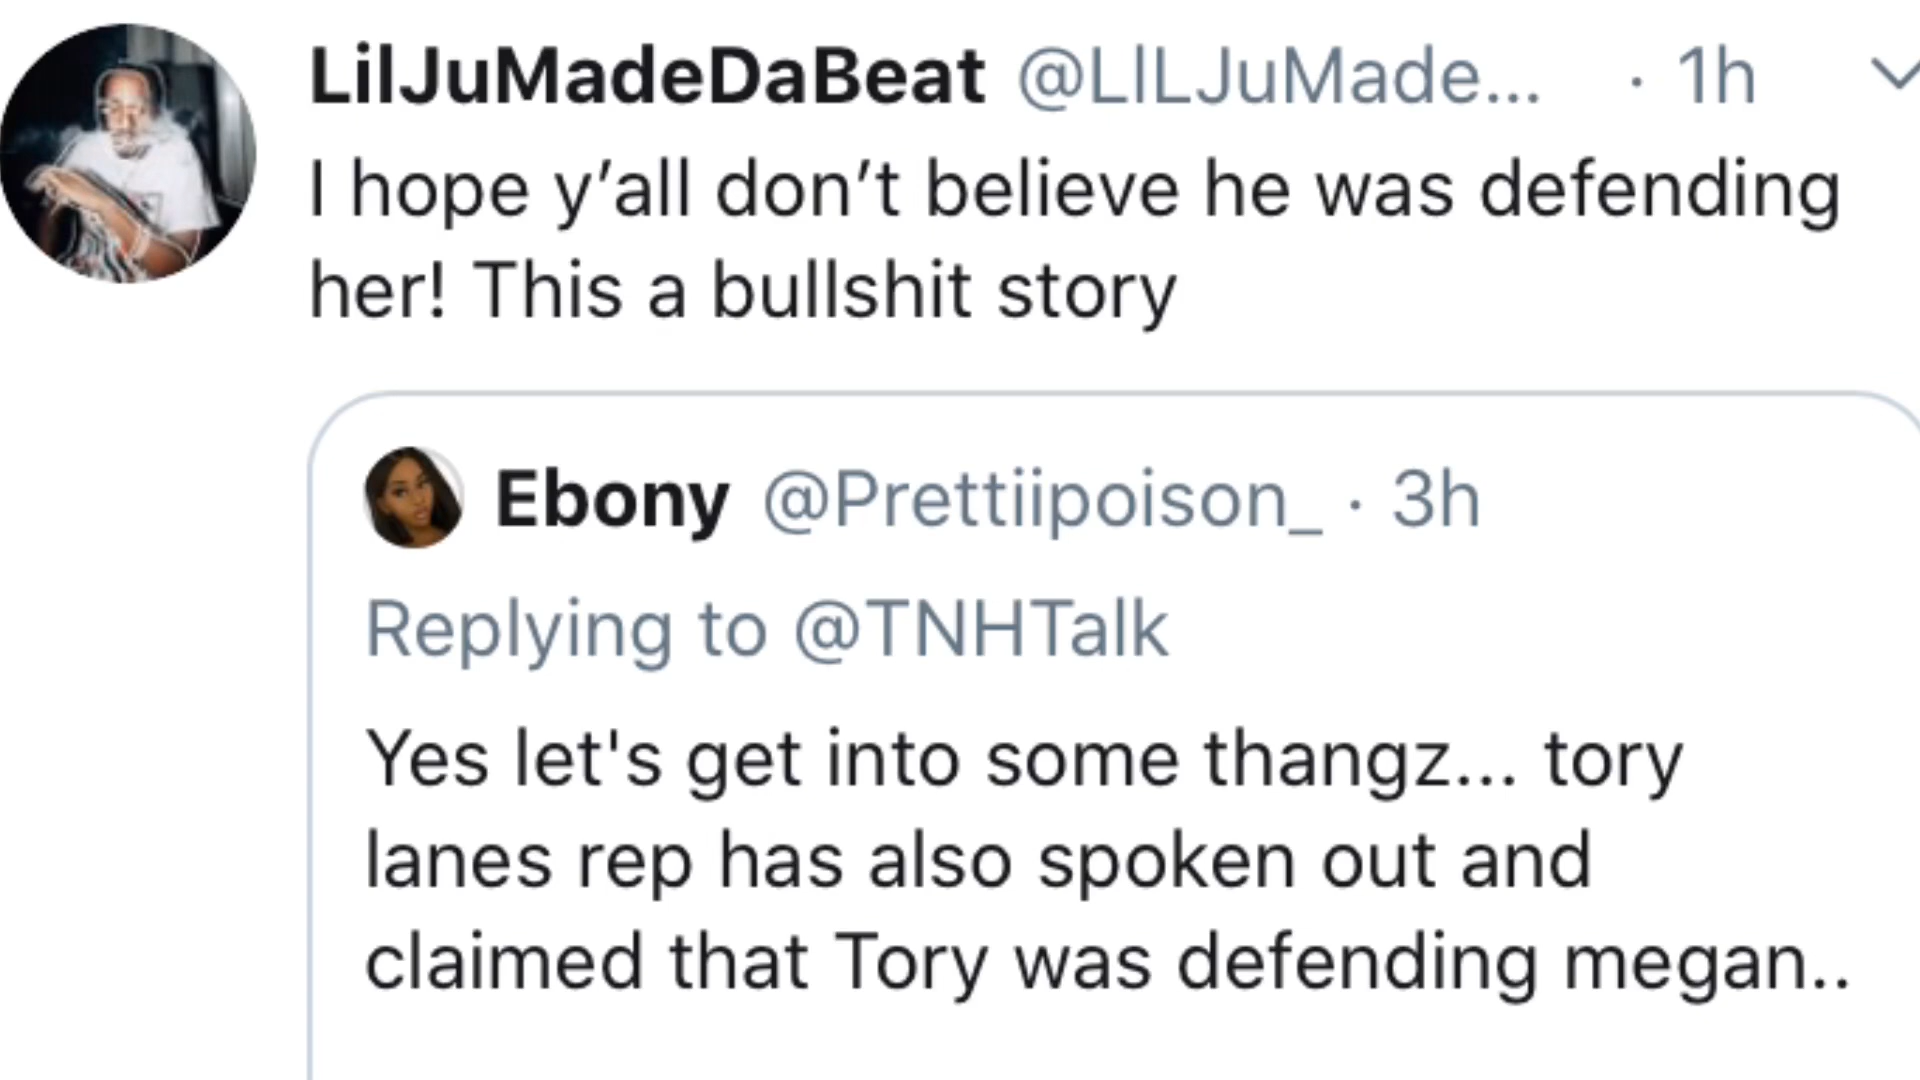 LilJuMadeDaBeat @LILJuMade... · 1h
I hope y’all don’t believe he was defending
her! This a bullshit story
Ebony @Prettiipoison_ · 3h
Replying to @TNHTalk
Yes let's get into some thangz... tory
lanes rep has also spoken out and
claimed that Tory was defending megan..